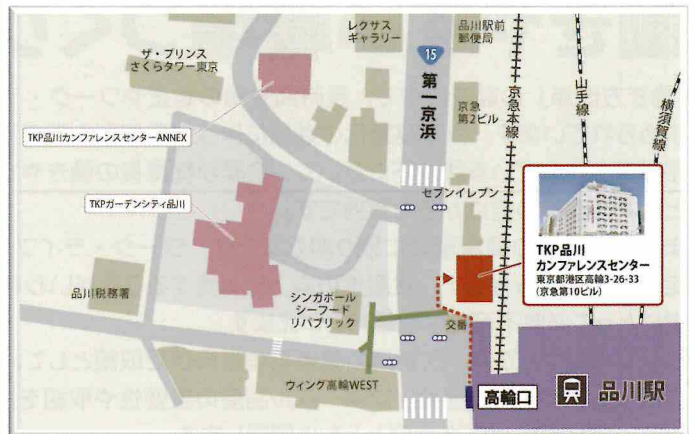 レクサス
ギャラリー
品川駅前
郵便局
ザ・プリンス
さくらタワー東京
15
第一京浜
京急本線
山手線
横須賀線
京急
第2ビル
TKP品川カンファレンスセンターANNEX
セブンイレブン
TKPガーデンシティ品川
TKP品川
カンファレンスセンター
東京都港区高輪3-26-33
(京急第10ビル)
品川税務署
シンガポール
シーフード
リパブリック
交番
ウィング高輪WEST
高輪口
品川駅